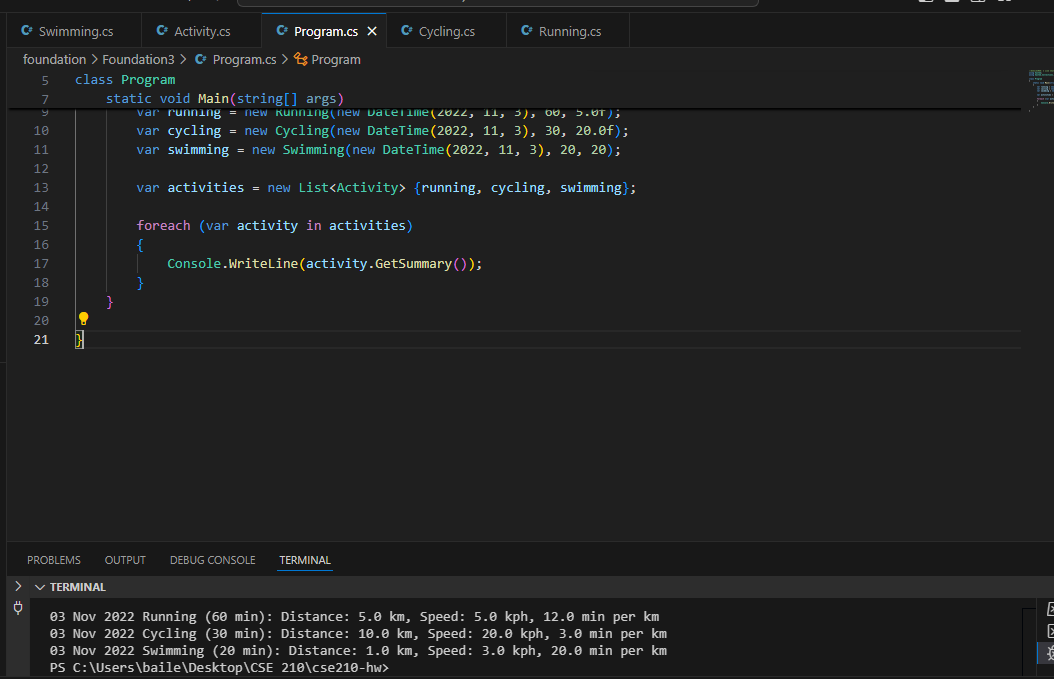 Swimming.cs Activity.cs Program.cs Cycling.cs Running.cs
foundation > Foundation3 > Program.cs > Program
5 class Program
7 static void Main(string[] args)
9 var running = new Running(new DateTime(2022, 11, 3), 60, 5.0f);
10 var cycling = new Cycling(new DateTime(2022, 11, 3), 30, 20.0f);
11 var swimming = new Swimming(new DateTime(2022, 11, 3), 20, 20);
12
13 var activities = new List<Activity> {running, cycling, swimming};
14
15 foreach (var activity in activities)
16 {
17 Console.WriteLine(activity.GetSummary());
18 }
19 }
20
21 }
PROBLEMS OUTPUT DEBUG CONSOLE TERMINAL
TERMINAL
03 Nov 2022 Running (60 min): Distance: 5.0 km, Speed: 5.0 kph, 12.0 min per km
03 Nov 2022 Cycling (30 min): Distance: 10.0 km, Speed: 20.0 kph, 3.0 min per km
03 Nov 2022 Swimming (20 min): Distance: 1.0 km, Speed: 3.0 kph, 20.0 min per km
PS C:\Users\baile\Desktop\CSE 210\cse210-hw>